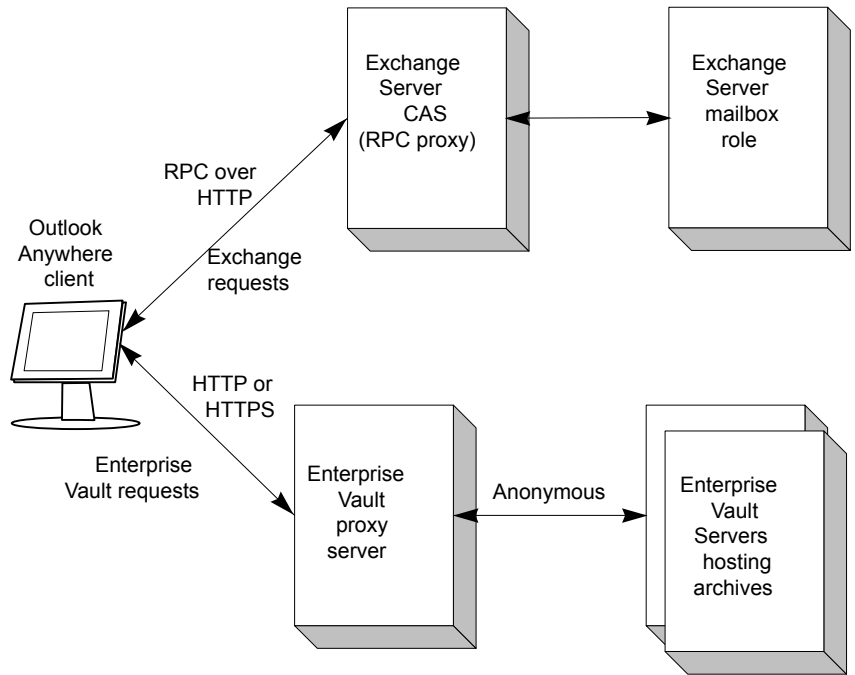 Exchange
Server
CAS
(RPC proxy)
Exchange
Server
mailbox
role
RPC over
HTTP
Outlook
Anywhere
client
Exchange
requests
HTTP or
HTTPS
Enterprise
Vault requests
Enterprise
Vault
proxy
server
Anonymous
Enterprise
Vault
Servers
hosting
archives